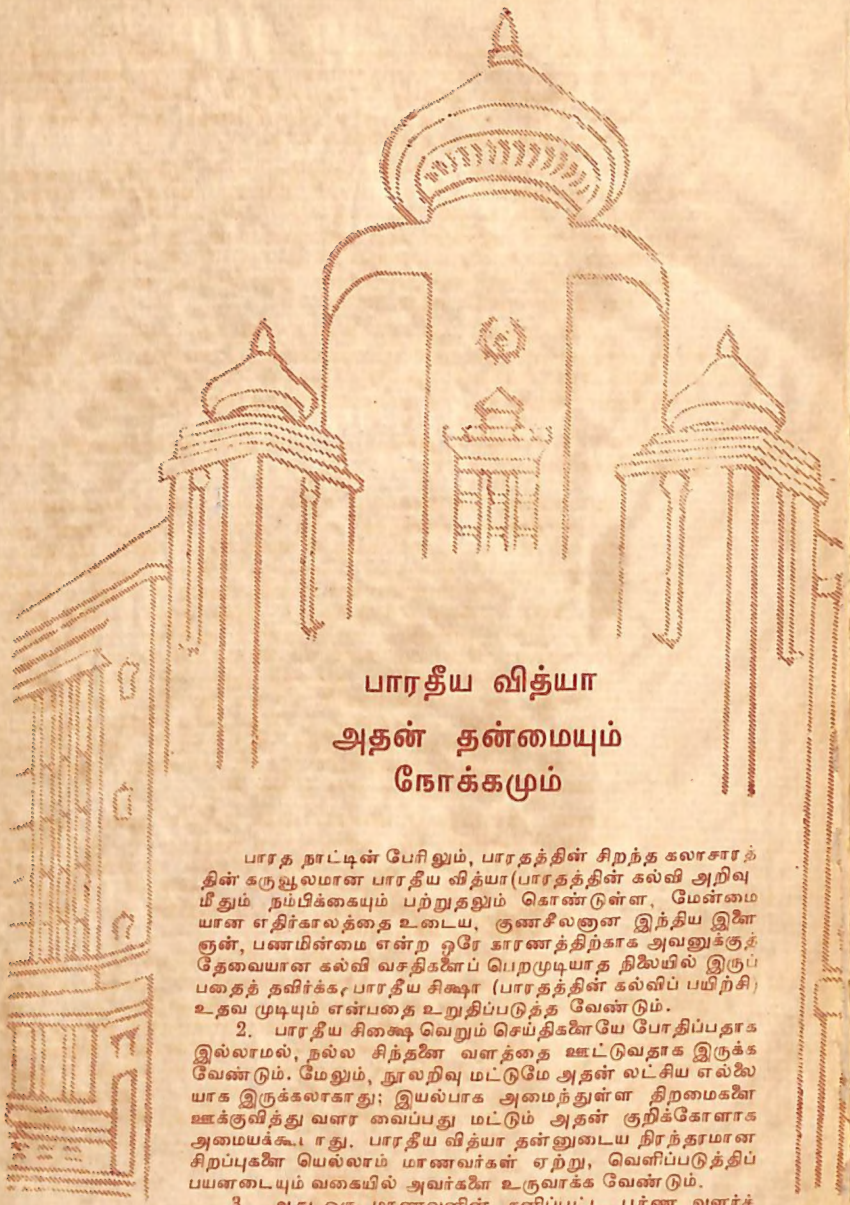 பாரதீய வித்யா
அதன் தன்மையும்
நோக்கமும்
பாரத நாட்டின் பேரிலும், பாரதத்தின் சிறந்த கலாசாரத்
தின் கருவூலமான பாரதீய வித்யா(பாரதத்தின் கல்வி அறிவு
மீதும் நம்பிக்கையும் பற்றுதலும் கொண்டுள்ள, மேன்மை
யான எதிர்காலத்தை உடைய, குணசீலனான இந்திய இளை
ஞன், பணமின்மை என்ற ஒரே காரணத்திற்காக அவனுக்குத்
தேவையான கல்வி வசதிகளைப் பெறமுடியாத நிலையில் இருப்
பதைத் தவிர்க்க, பாரதீய சிக்ஷா (பாரதத்தின் கல்விப் பயிற்சி)
உதவ முடியும் என்பதை உறுதிப்படுத்த வேண்டும்.
2. பாரதீய சிக்ஷை வெறும் செய்திகளையே போதிப்பதாக
இல்லாமல், நல்ல சிந்தனை வளத்தை ஊட்டுவதாக இருக்க
வேண்டும். மேலும், நூலறிவு மட்டுமே அதன் லட்சிய எல்லை
யாக இருக்கலாகாது; இயல்பாக அமைந்துள்ள திறமைகளை
ஊக்குவித்து வளர வைப்பது மட்டும் அதன் குறிக்கோளாக
அமையக்கூடாது. பாரதீய வித்யா தன்னுடைய நிரந்தரமான
சிறப்புகளை யெல்லாம் மாணவர்கள் ஏற்று, வெளிப்படுத்திப்
பயனடையும் வகையில் அவர்களை உருவாக்க வேண்டும்.
3.